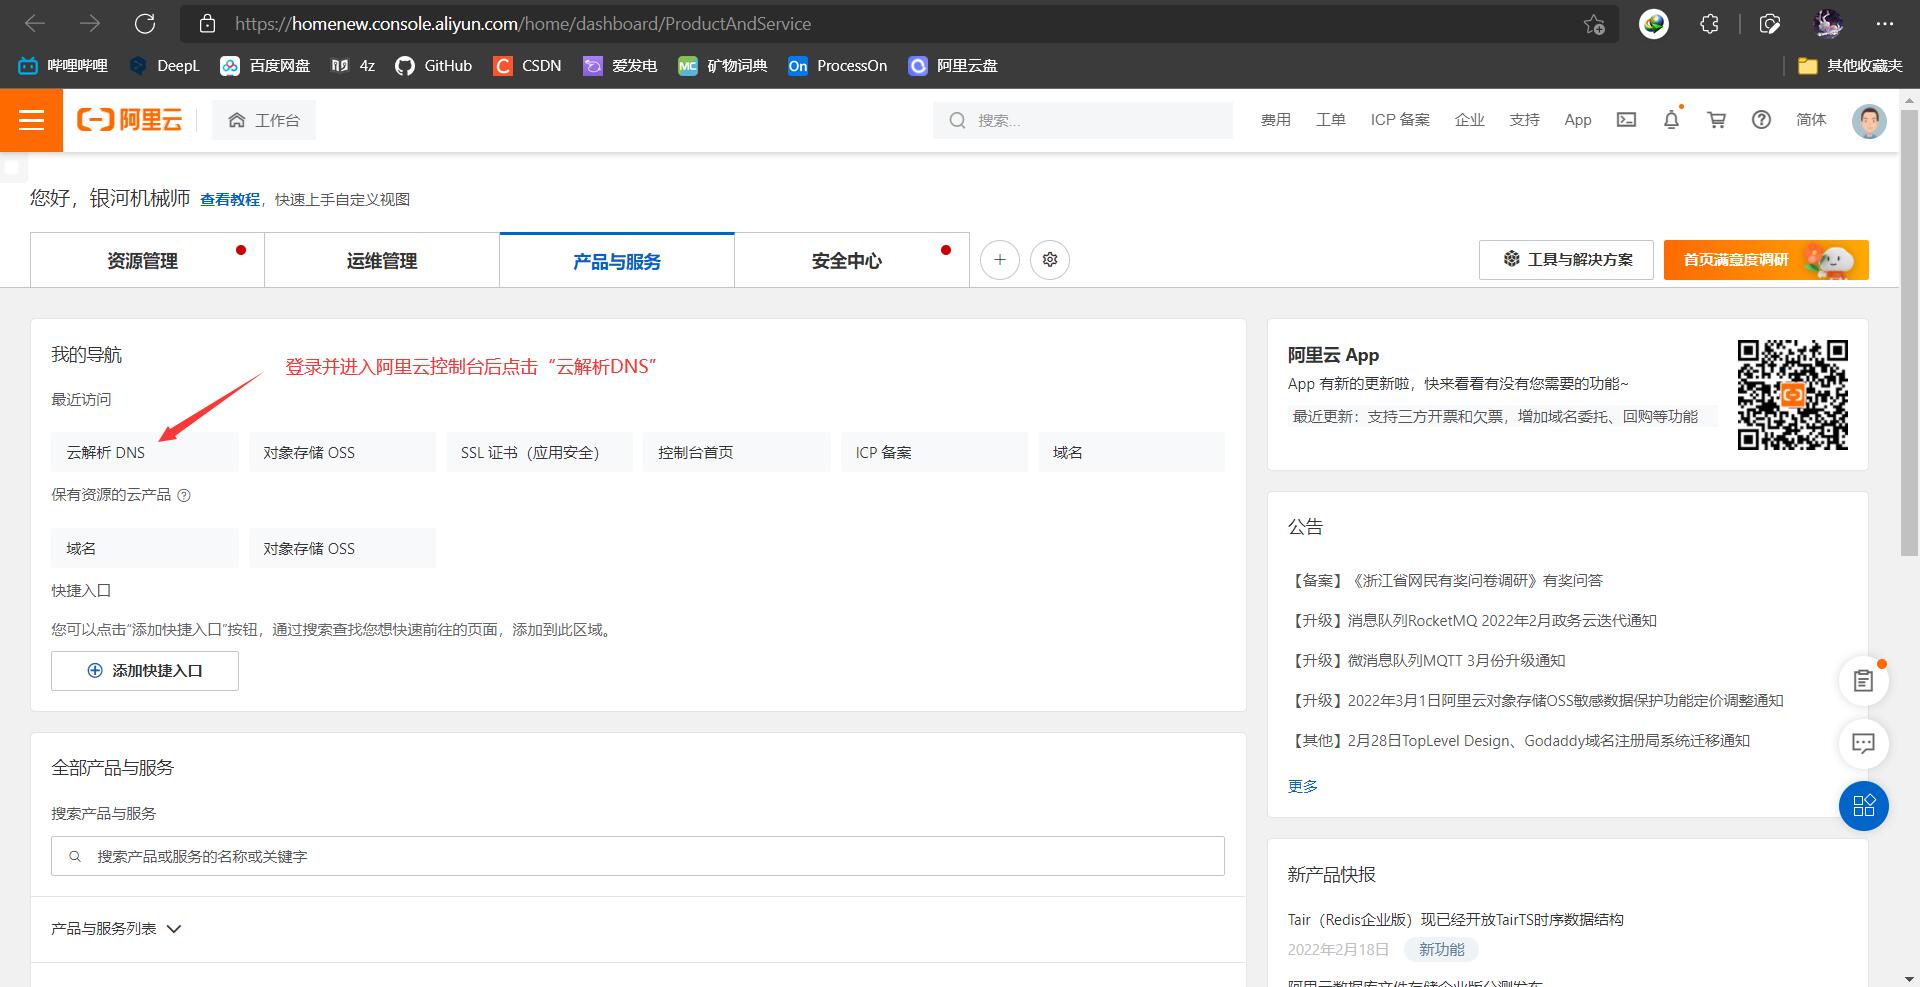 https://homenew.console.aliyun.com/home/dashboard/ProductAndService
哔哩哔哩 DeepL 百度网盘 4z GitHub CSDN 爱发电 矿物词典 ProcessOn 阿里云盘 其他收藏夹
阿里云 工作台 搜索... 费用 工单 ICP 备案 企业 支持 App 简体
您好，银河机械师 查看教程，快速上手自定义视图
资源管理 运维管理 产品与服务 安全中心 工具与解决方案 首页满意度调研
我的导航
登录并进入阿里云控制台后点击“云解析DNS”
最近访问
云解析 DNS 对象存储 OSS SSL 证书（应用安全） 控制台首页 ICP 备案 域名
保有资源的云产品
域名 对象存储 OSS
快捷入口
您可以点击“添加快捷入口”按钮，通过搜索查找您想快速前往的页面，添加到此区域。
添加快捷入口
全部产品与服务
搜索产品与服务
搜索产品或服务的名称或关键字
产品与服务列表
阿里云 App
App 有新的更新啦，快来看看有没有您需要的功能~
最近更新：支持三方开票和欠票，增加域名委托、回购等功能
公告
【备案】《浙江省网民有奖问卷调研》有奖问答
【升级】消息队列RocketMQ 2022年2月政务云迭代通知
【升级】微消息队列MQTT 3月份升级通知
【升级】2022年3月1日阿里云对象存储OSS敏感数据保护功能定价调整通知
【其他】2月28日TopLevel Design、Godaddy域名注册局系统迁移通知
更多
新产品快报
Tair（Redis企业版）现已经开放TairTS时序数据结构
2022年2月18日 新功能